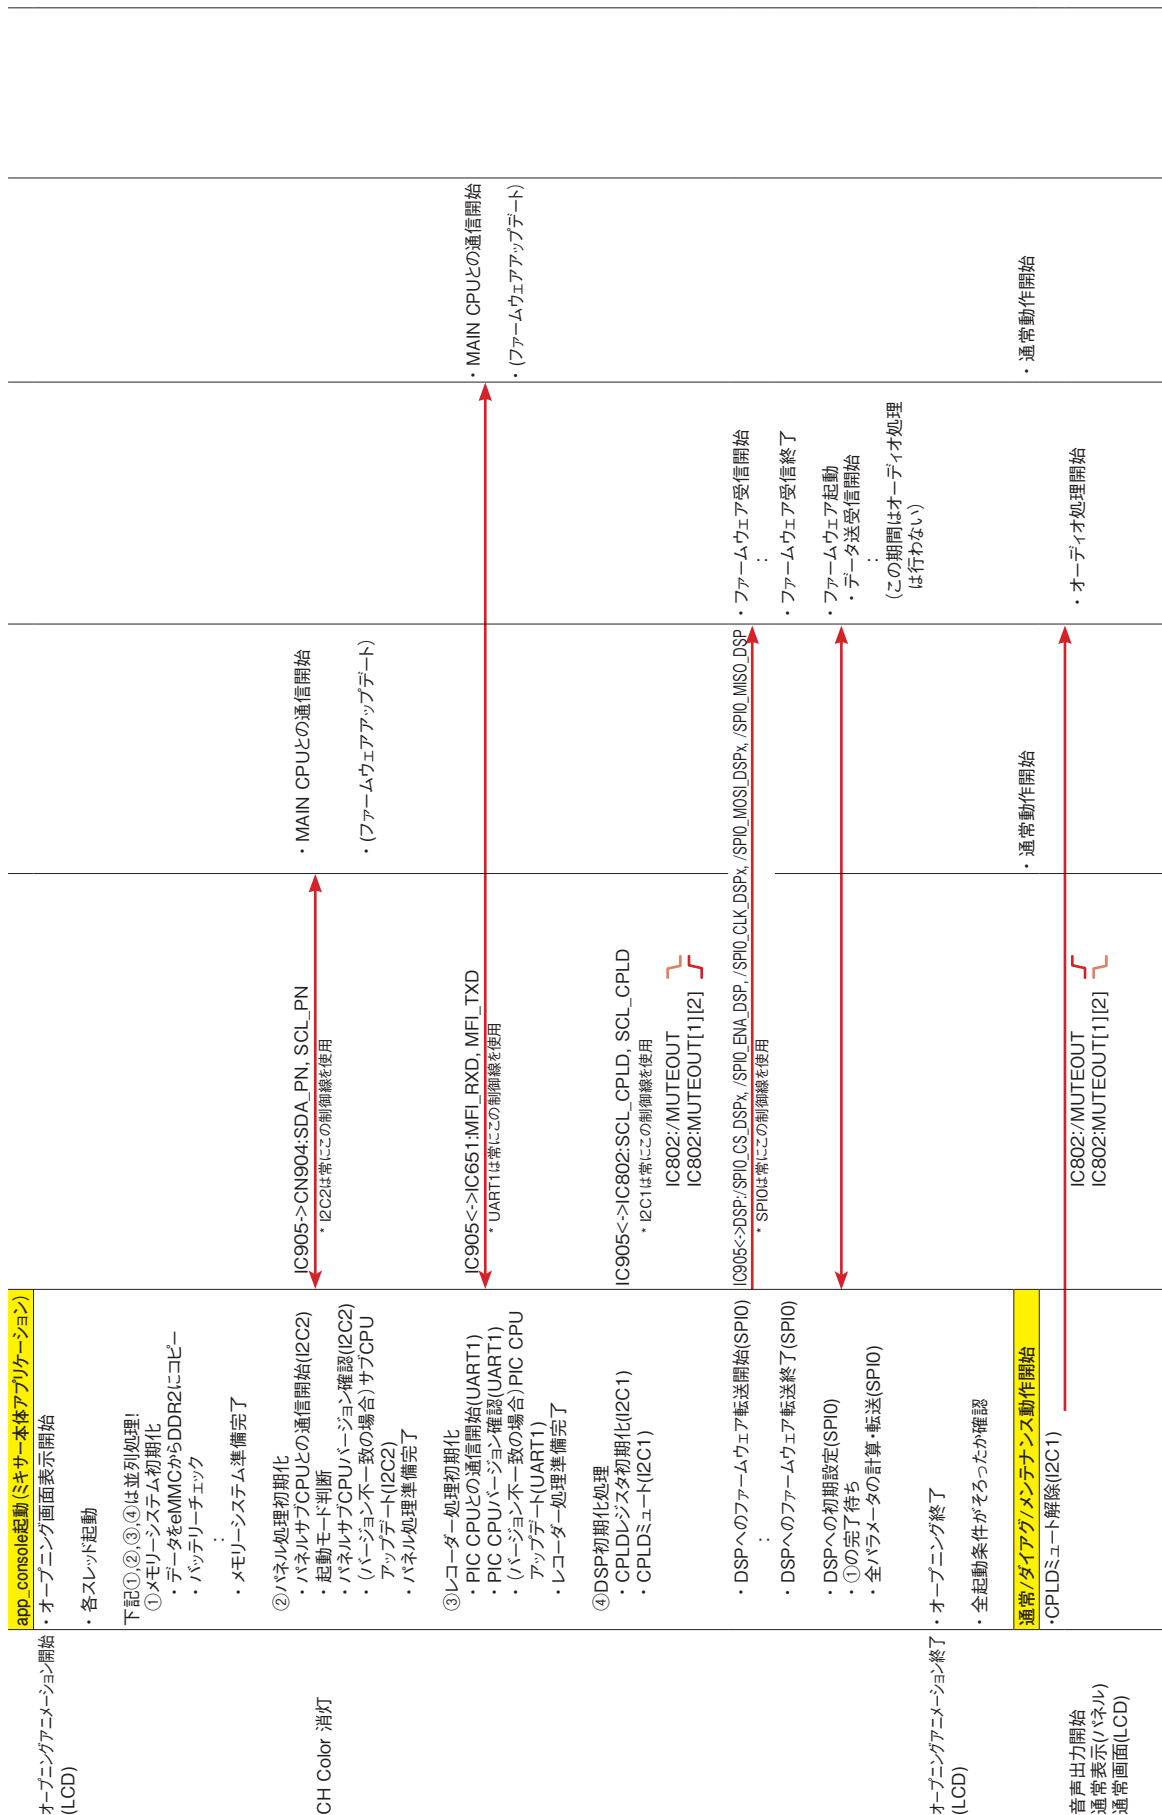 オープニングアニメーション開始
(LCD)
CH Color 消灯
オープニングアニメーション終了
(LCD)
音声出力開始
通常表示(パネル)
通常画面(LCD)
app_console起動 (ミキサー本体アプリケーション)
・オープニング画面表示開始
・各スレッド起動
下記①,②,③,④は並列処理!
①メモリーシステム初期化
・データをeMMCからDDR2にコピー
・バッテリーチェック
:
・メモリーシステム準備完了
②パネル処理初期化
・パネルサブCPUとの通信開始(I2C2)
・起動モード判断
・パネルサブCPUバージョン確認(I2C2)
・(バージョン不一致の場合)サブCPU
アップデート(I2C2)
・パネル処理準備完了
③レコーダー処理初期化
・PIC CPUとの通信開始(UART1)
・PIC CPUバージョン確認(UART1)
・(バージョン不一致の場合)PIC CPU
アップデート(UART1)
・レコーダー処理準備完了
④DSP初期化処理
・CPLDレジスタ初期化(I2C1)
・CPLDミュート(I2C1)
・DSPへのファームウェア転送開始(SPI0)
:
・DSPへのファームウェア転送終了(SPI0)
・DSPへの初期設定(SPI0)
・①の完了待ち
・全パラメータの計算・転送(SPI0)
・オープニング終了
・全起動条件がそろったか確認
通常/ダイアグ/メンテナンス動作開始
・CPLDミュート解除(I2C1)
IC905->CN904:SDA_PN, SCL_PN
* I2C2は常にこの制御線を使用
IC905<->IC651:MFI_RXD, MFI_TXD
* UART1は常にこの制御線を使用
IC905<->IC802:SCL_CPLD, SCL_CPLD
* I2C1は常にこの制御線を使用
IC802:/MUTEOUT
IC802:MUTEOUT[1][2]
IC905<->DSP:/SPI0_CS_DSPx, /SPI0_ENA_DSP, /SPI0_CLK_DSPx, /SPI0_MOSI_DSPx, /SPI0_MISO_DSP
* SPI0は常にこの制御線を使用
IC802:/MUTEOUT
IC802:MUTEOUT[1][2]
・MAIN CPUとの通信開始
・(ファームウェアアップデート)
・通常動作開始
・ファームウェア受信開始
:
・ファームウェア受信終了
・ファームウェア起動
・データ送受信開始
:
(この期間はオーディオ処理
は行わない)
・オーディオ処理開始
・MAIN CPUとの通信開始
・(ファームウェアアップデート)
・通常動作開始